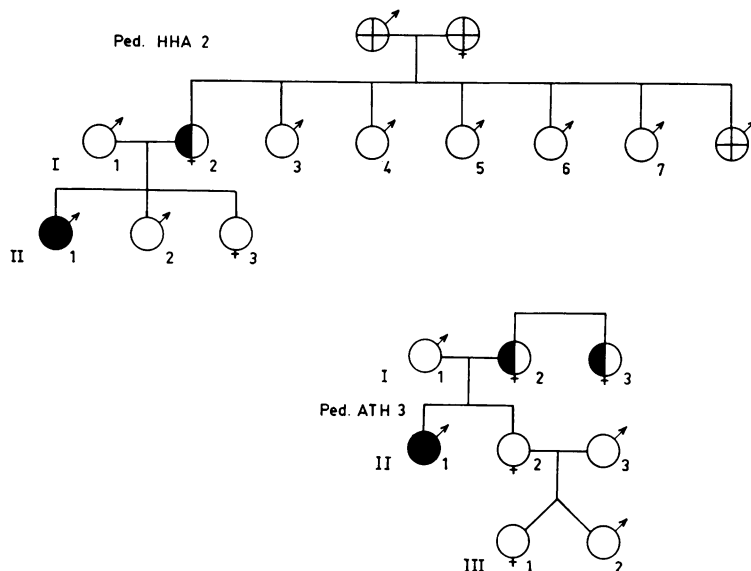 Ped. HHA 2
I 1 2 3 4 5 6 7
II 1 2 3
I 1 2 3
Ped. ATH 3
II 1 2 3
III 1 2